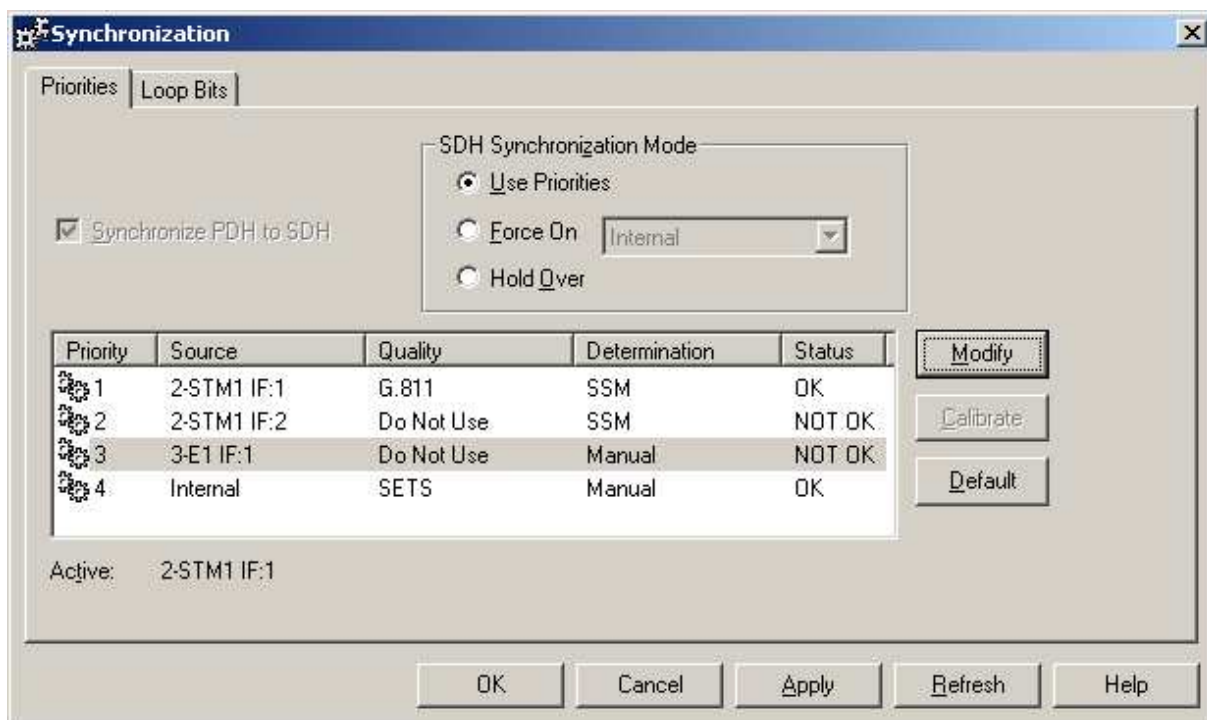 Synchronization
Priorities Loop Bits
SDH Synchronization Mode
Use Priorities
Synchronize PDH to SDH
Force On Internal
Hold Over
Priority Source Quality Determination Status
1 2-STM1 IF:1 G.811 SSM OK
2 2-STM1 IF:2 Do Not Use SSM NOT OK
3 3-E1 IF:1 Do Not Use Manual NOT OK
4 Internal SETS Manual OK
Modify
Calibrate
Default
Active: 2-STM1 IF:1
OK Cancel Apply Refresh Help